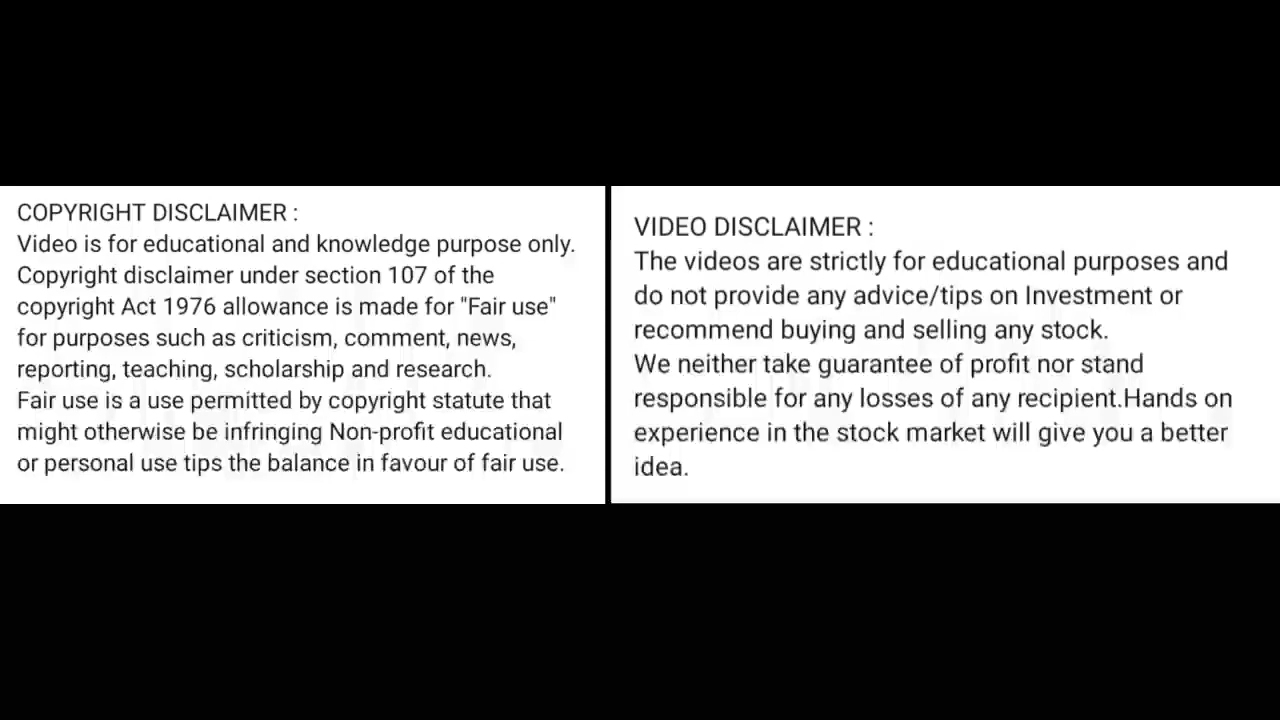 COPYRIGHT DISCLAIMER :
Video is for educational and knowledge purpose only.
Copyright disclaimer under section 107 of the
copyright Act 1976 allowance is made for "Fair use"
for purposes such as criticism, comment, news,
reporting, teaching, scholarship and research.
Fair use is a use permitted by copyright statute that
might otherwise be infringing Non-profit educational
or personal use tips the balance in favour of fair use.
VIDEO DISCLAIMER :
The videos are strictly for educational purposes and
do not provide any advice/tips on Investment or
recommend buying and selling any stock.
We neither take guarantee of profit nor stand
responsible for any losses of any recipient.Hands on
experience in the stock market will give you a better
idea.